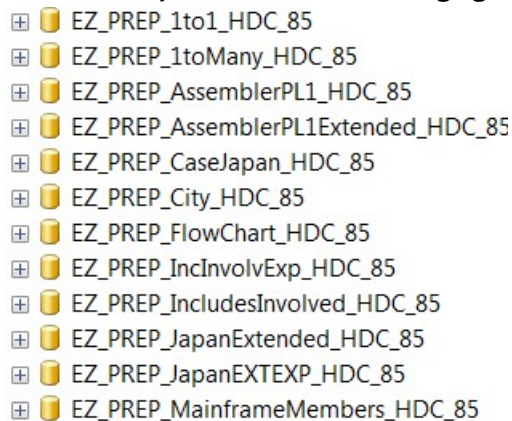 EZ_PREP_1to1_HDC_85
EZ_PREP_1toMany_HDC_85
EZ_PREP_AssemblerPL1_HDC_85
EZ_PREP_AssemblerPL1Extended_HDC_85
EZ_PREP_CaseJapan_HDC_85
EZ_PREP_City_HDC_85
EZ_PREP_FlowChart_HDC_85
EZ_PREP_IncInvolvExp_HDC_85
EZ_PREP_IncludesInvolved_HDC_85
EZ_PREP_JapanExtended_HDC_85
EZ_PREP_JapanEXTEXP_HDC_85
EZ_PREP_MainframeMembers_HDC_85